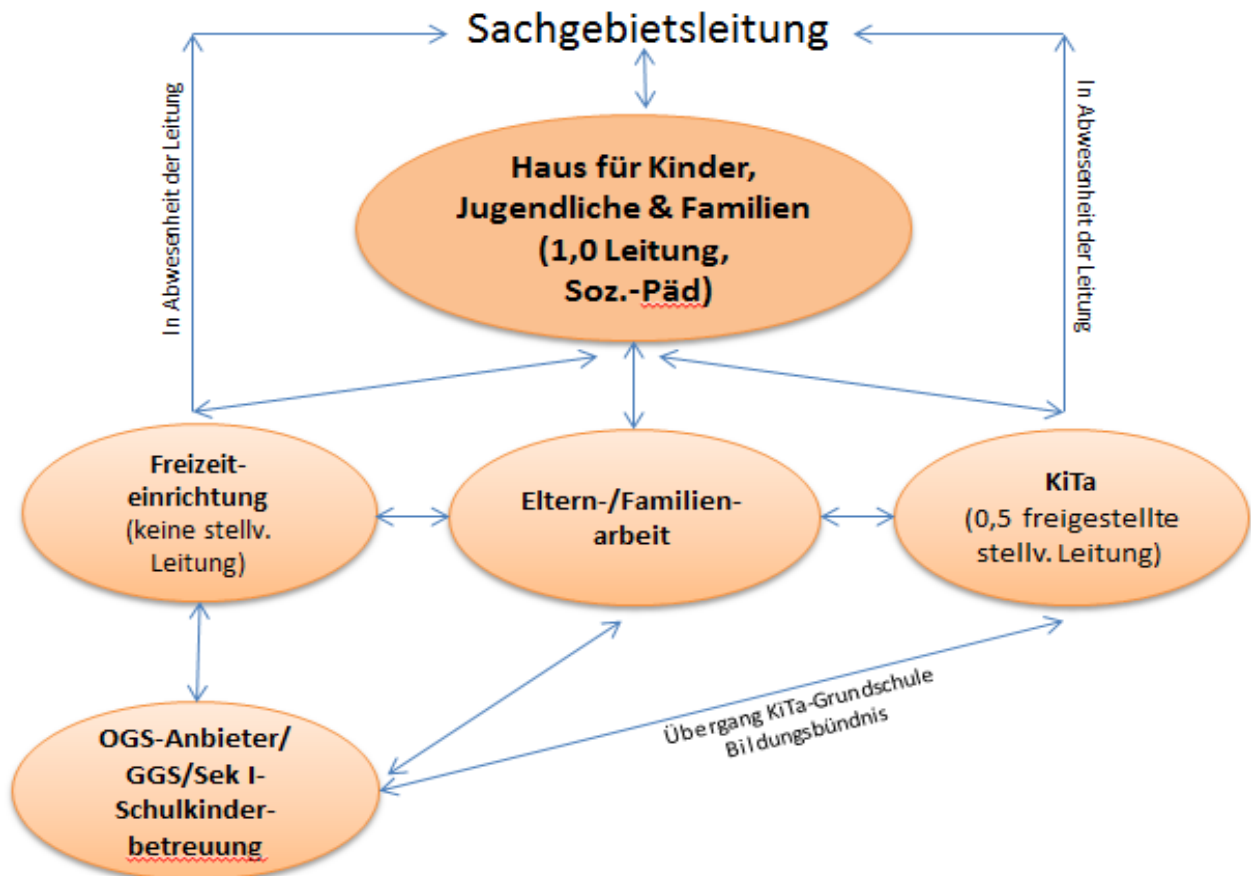 Sachgebietsleitung
In Abwesenheit der Leitung
In Abwesenheit der Leitung
Haus für Kinder,
Jugendliche & Familien
(1,0 Leitung,
Soz.-Päd)
Freizeit-
einrichtung
(keine stellv.
Leitung)
Eltern-/Familien-
arbeit
KiTa
(0,5 freigestellte
stellv. Leitung)
Übergang KiTa-Grundschule
Bildungsbündnis
OGS-Anbieter/
GGS/Sek I-
Schulkinder-
betreuung